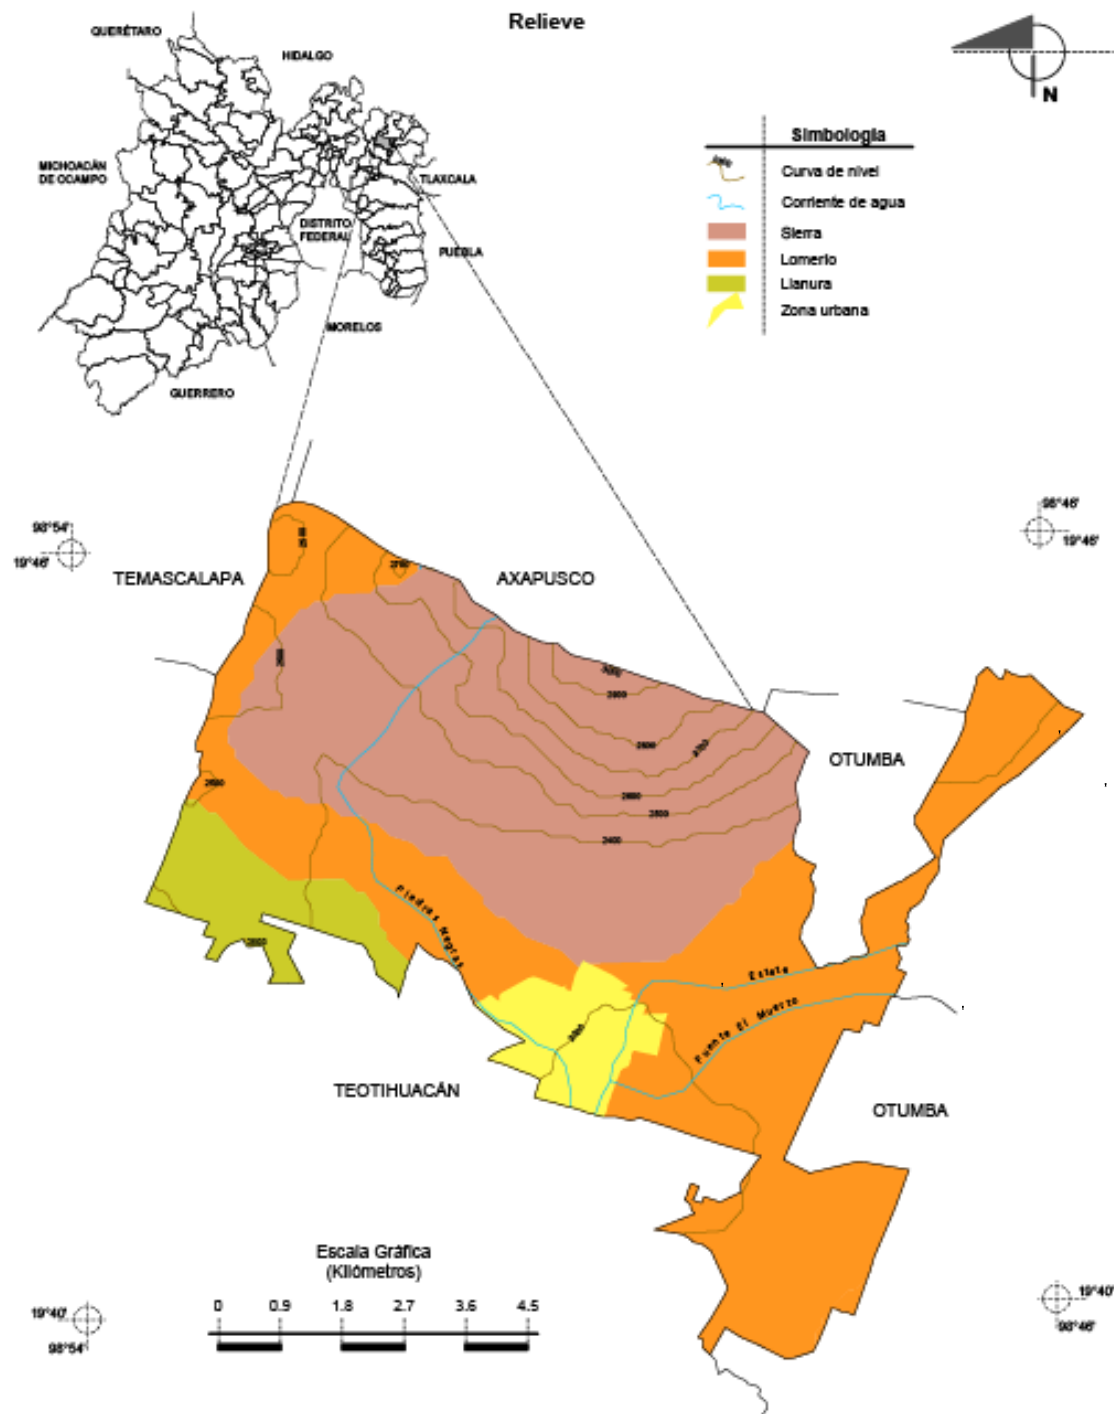 Relieve
QUERÉTARO
HIDALGO
MICHOACÁN
DE OCAMPO
TLAXCALA
DISTRITO
FEDERAL
PUEBLA
MORELOS
GUERRERO
N
Simbología
Curva de nivel
Corriente de agua
Sierra
Lomerío
Llanura
Zona urbana
98°54'
19°46'
98°46'
19°46'
TEMASCALAPA
AXAPUSCO
OTUMBA
2800
2700
2600
2500
2400
Piedras Negras
Estete
Puente El Muerzo
TEOTIHUACÁN
OTUMBA
Escala Gráfica
(Kilómetros)
0 0.9 1.8 2.7 3.6 4.5
19°40'
98°54'
19°40'
98°46'